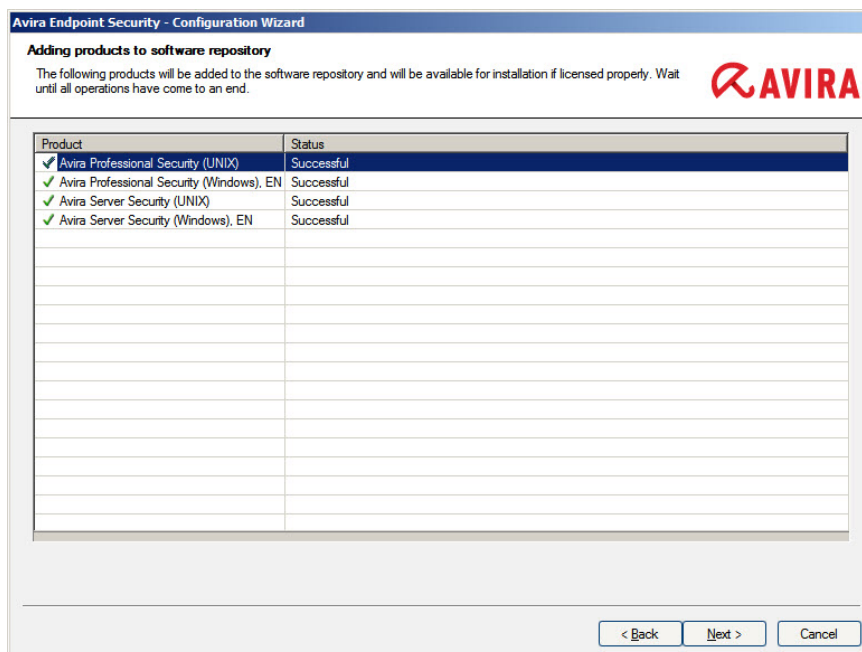 Avira Endpoint Security - Configuration Wizard
Adding products to software repository
The following products will be added to the software repository and will be available for installation if licensed properly. Wait
until all operations have come to an end.
AVIRA
Product Status
Avira Professional Security (UNIX) Successful
Avira Professional Security (Windows), EN Successful
Avira Server Security (UNIX) Successful
Avira Server Security (Windows), EN Successful
< Back Next > Cancel